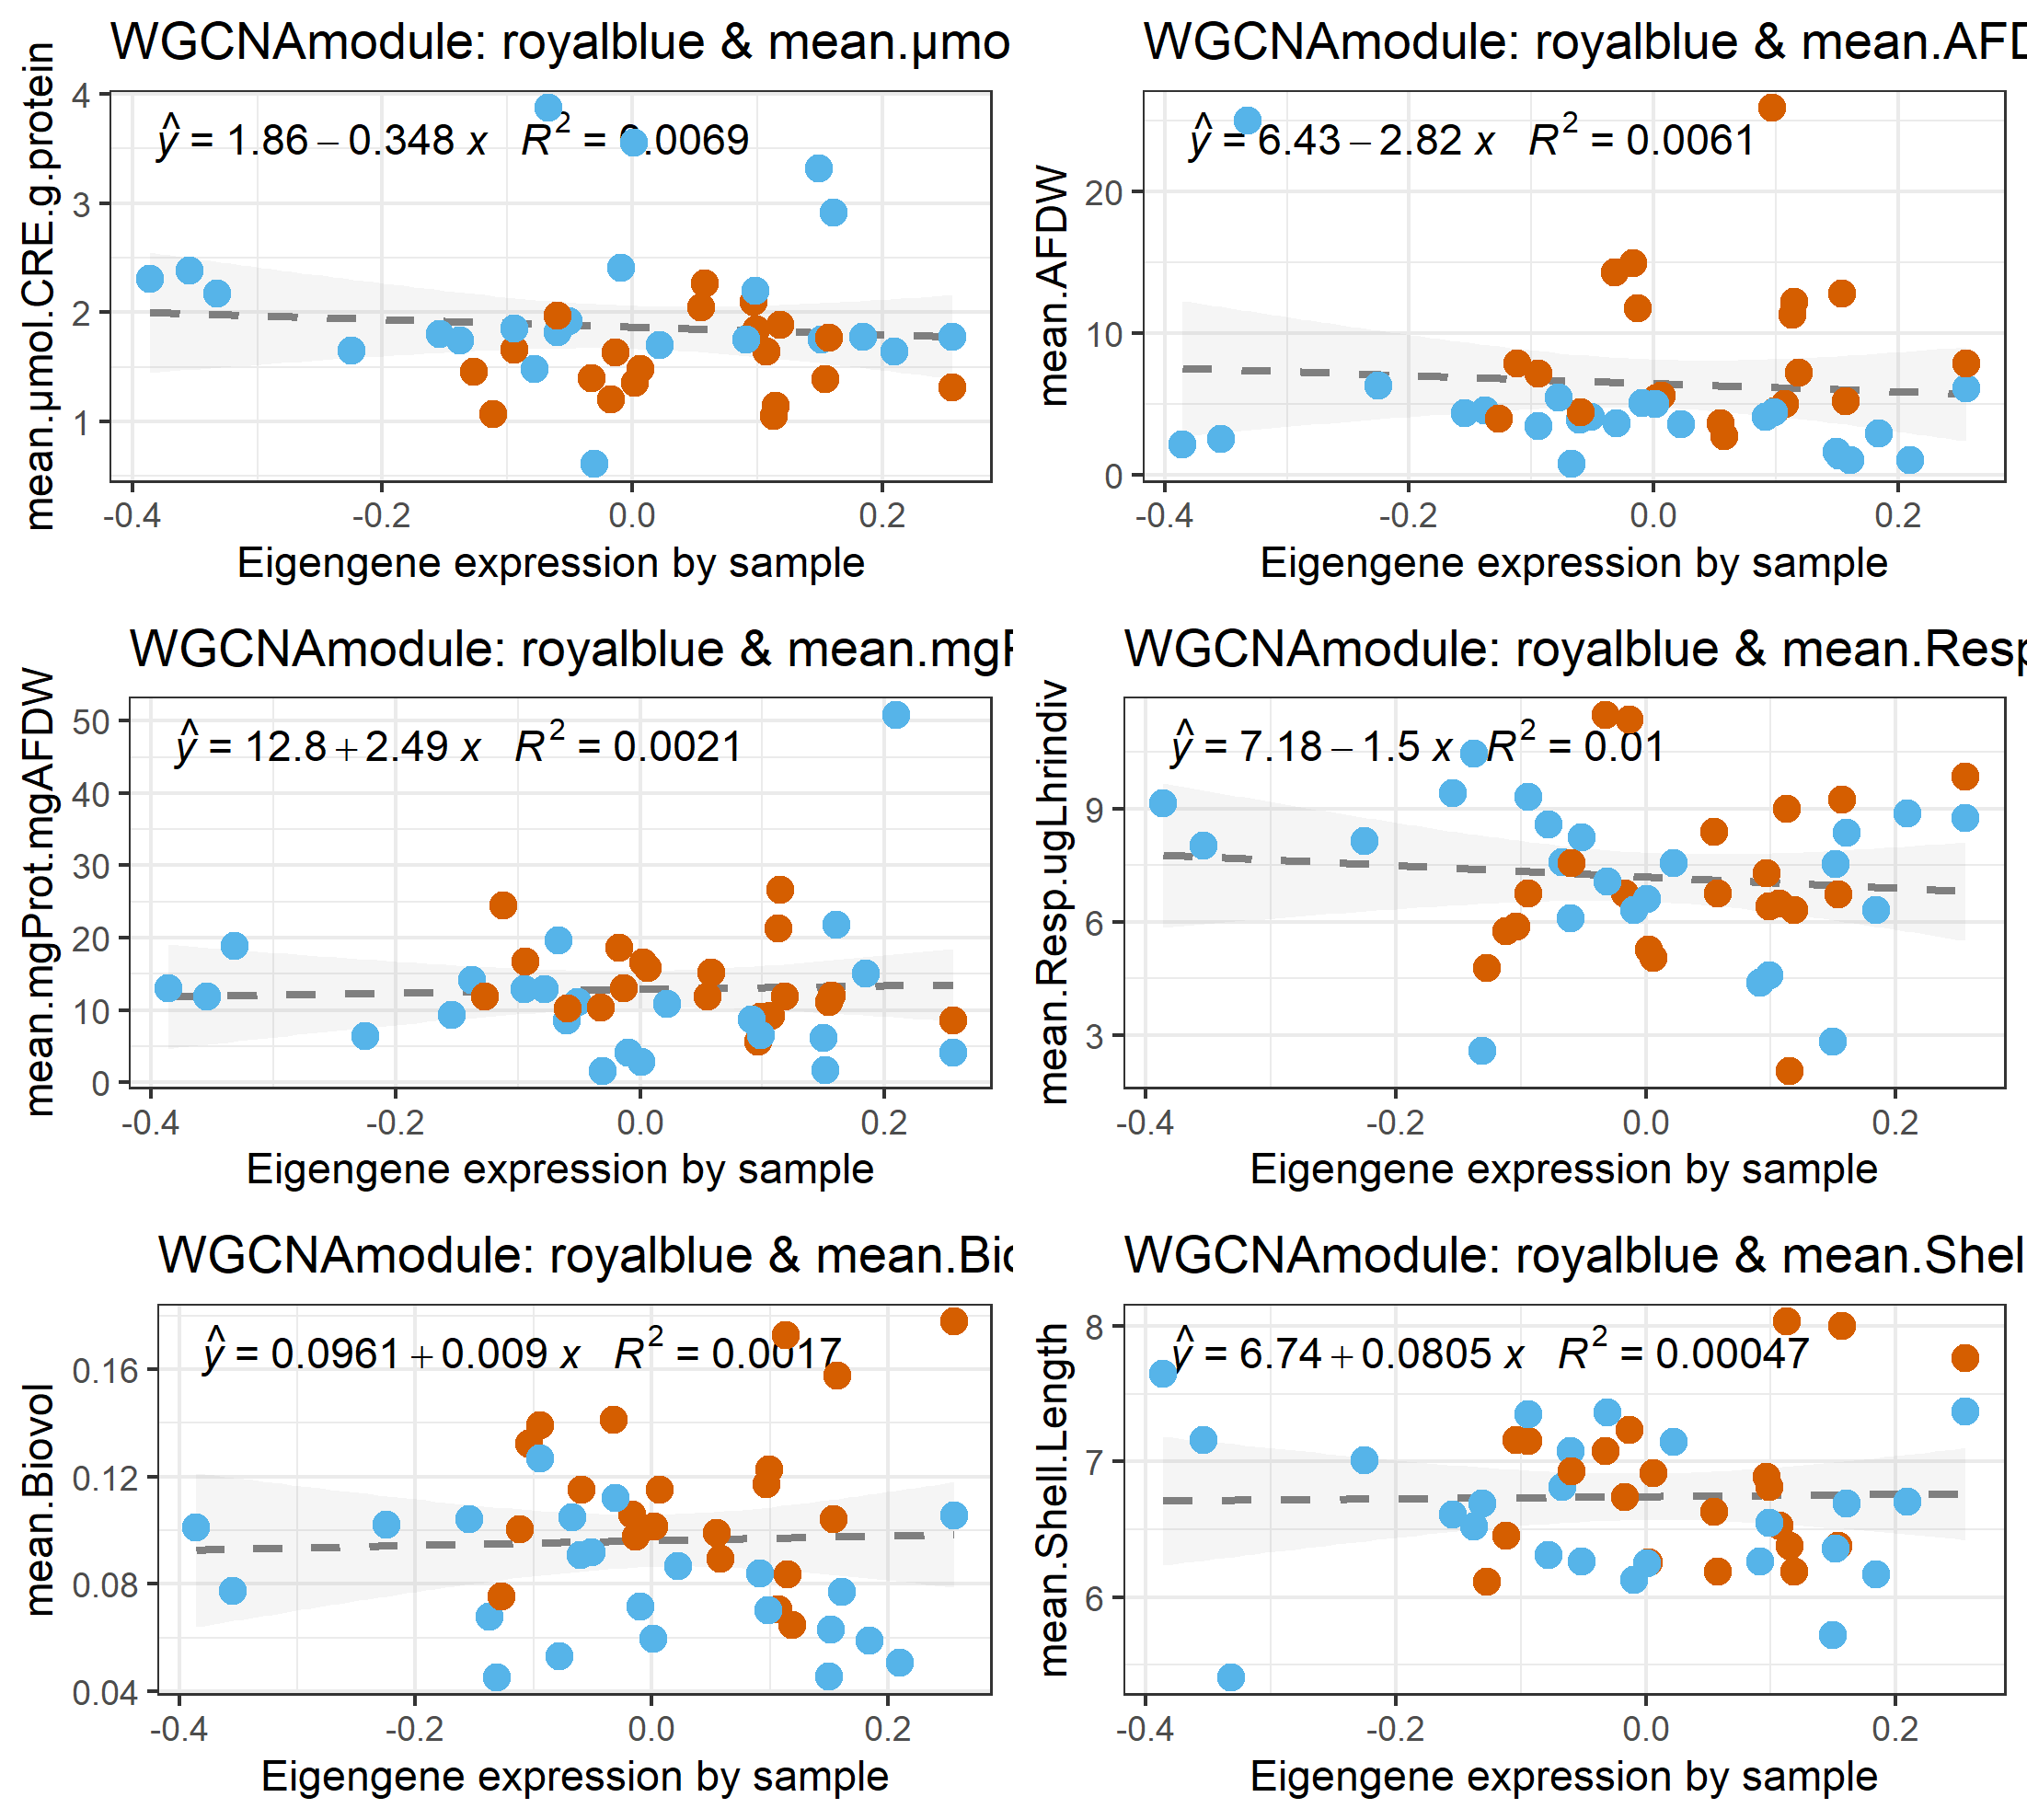 WGCNAmodule: royalblue & mean.µmo
mean.µmol.CRE.g.protein
ŷ = 1.86 − 0.348 x R² = 0.0069
4
3
2
1
-0.4 -0.2 0.0 0.2
Eigengene expression by sample
WGCNAmodule: royalblue & mean.AFD
mean.AFDW
ŷ = 6.43 − 2.82 x R² = 0.0061
20
10
0
-0.4 -0.2 0.0 0.2
Eigengene expression by sample
WGCNAmodule: royalblue & mean.mgP
mean.mgProt.mgAFDW
ŷ = 12.8 + 2.49 x R² = 0.0021
50
40
30
20
10
0
-0.4 -0.2 0.0 0.2
Eigengene expression by sample
WGCNAmodule: royalblue & mean.Resp
mean.Resp.ugLhrindiv
ŷ = 7.18 − 1.5 x R² = 0.01
9
6
3
-0.4 -0.2 0.0 0.2
Eigengene expression by sample
WGCNAmodule: royalblue & mean.Bio
mean.Biovol
ŷ = 0.0961 + 0.009 x R² = 0.0017
0.16
0.12
0.08
0.04
-0.4 -0.2 0.0 0.2
Eigengene expression by sample
WGCNAmodule: royalblue & mean.Shel
mean.Shell.Length
ŷ = 6.74 + 0.0805 x R² = 0.00047
8
7
6
-0.4 -0.2 0.0 0.2
Eigengene expression by sample